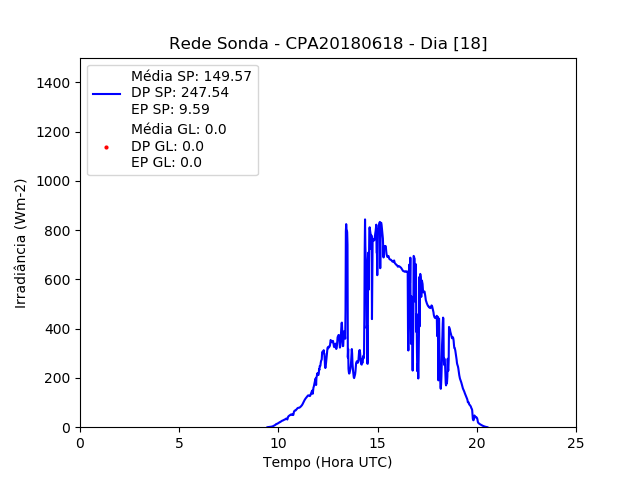 Rede Sonda - CPA20180618 - Dia [18]
Média SP: 149.57
DP SP: 247.54
EP SP: 9.59
Média GL: 0.0
DP GL: 0.0
EP GL: 0.0
1400
1200
1000
800
600
400
200
0
Irradiância (Wm-2)
0 5 10 15 20 25
Tempo (Hora UTC)